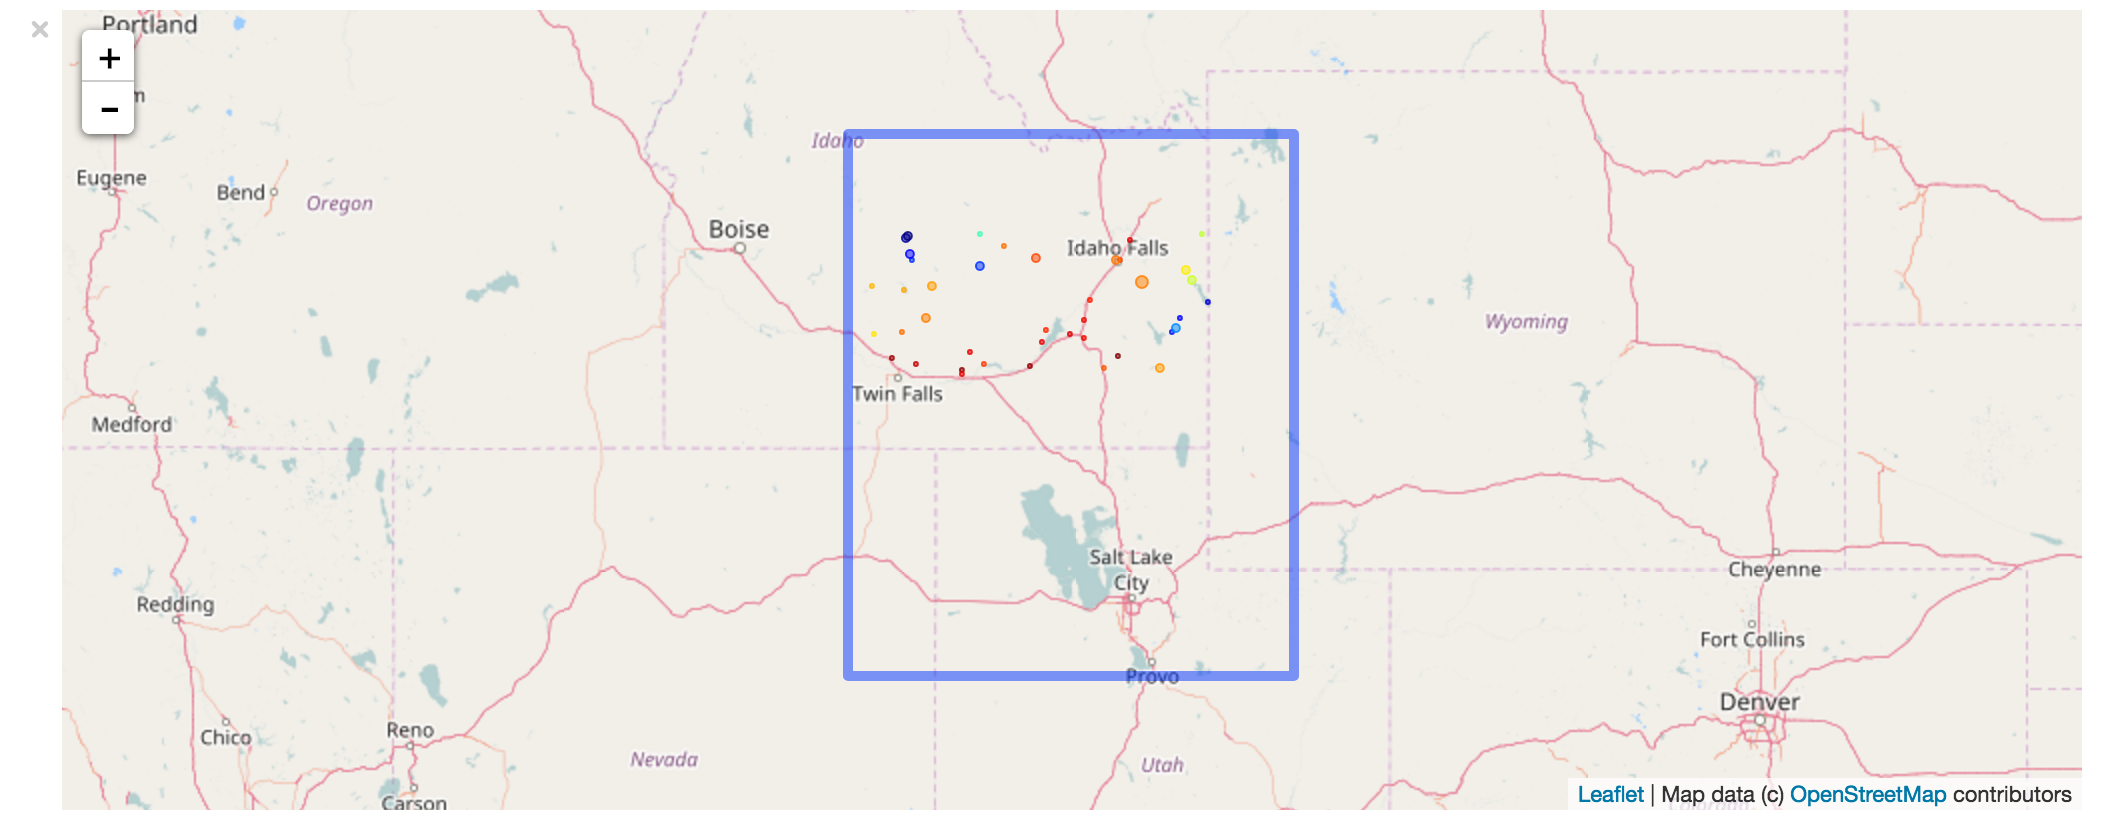 ×
Portland
+
m
-
Idaho
Eugene
Bend
Oregon
Boise
Idaho Falls
Wyoming
Twin Falls
Medford
Salt Lake
City
Cheyenne
Redding
Fort Collins
Provo
Denver
Chico
Reno
Nevada
Utah
Carson
Leaflet | Map data (c) OpenStreetMap contributors